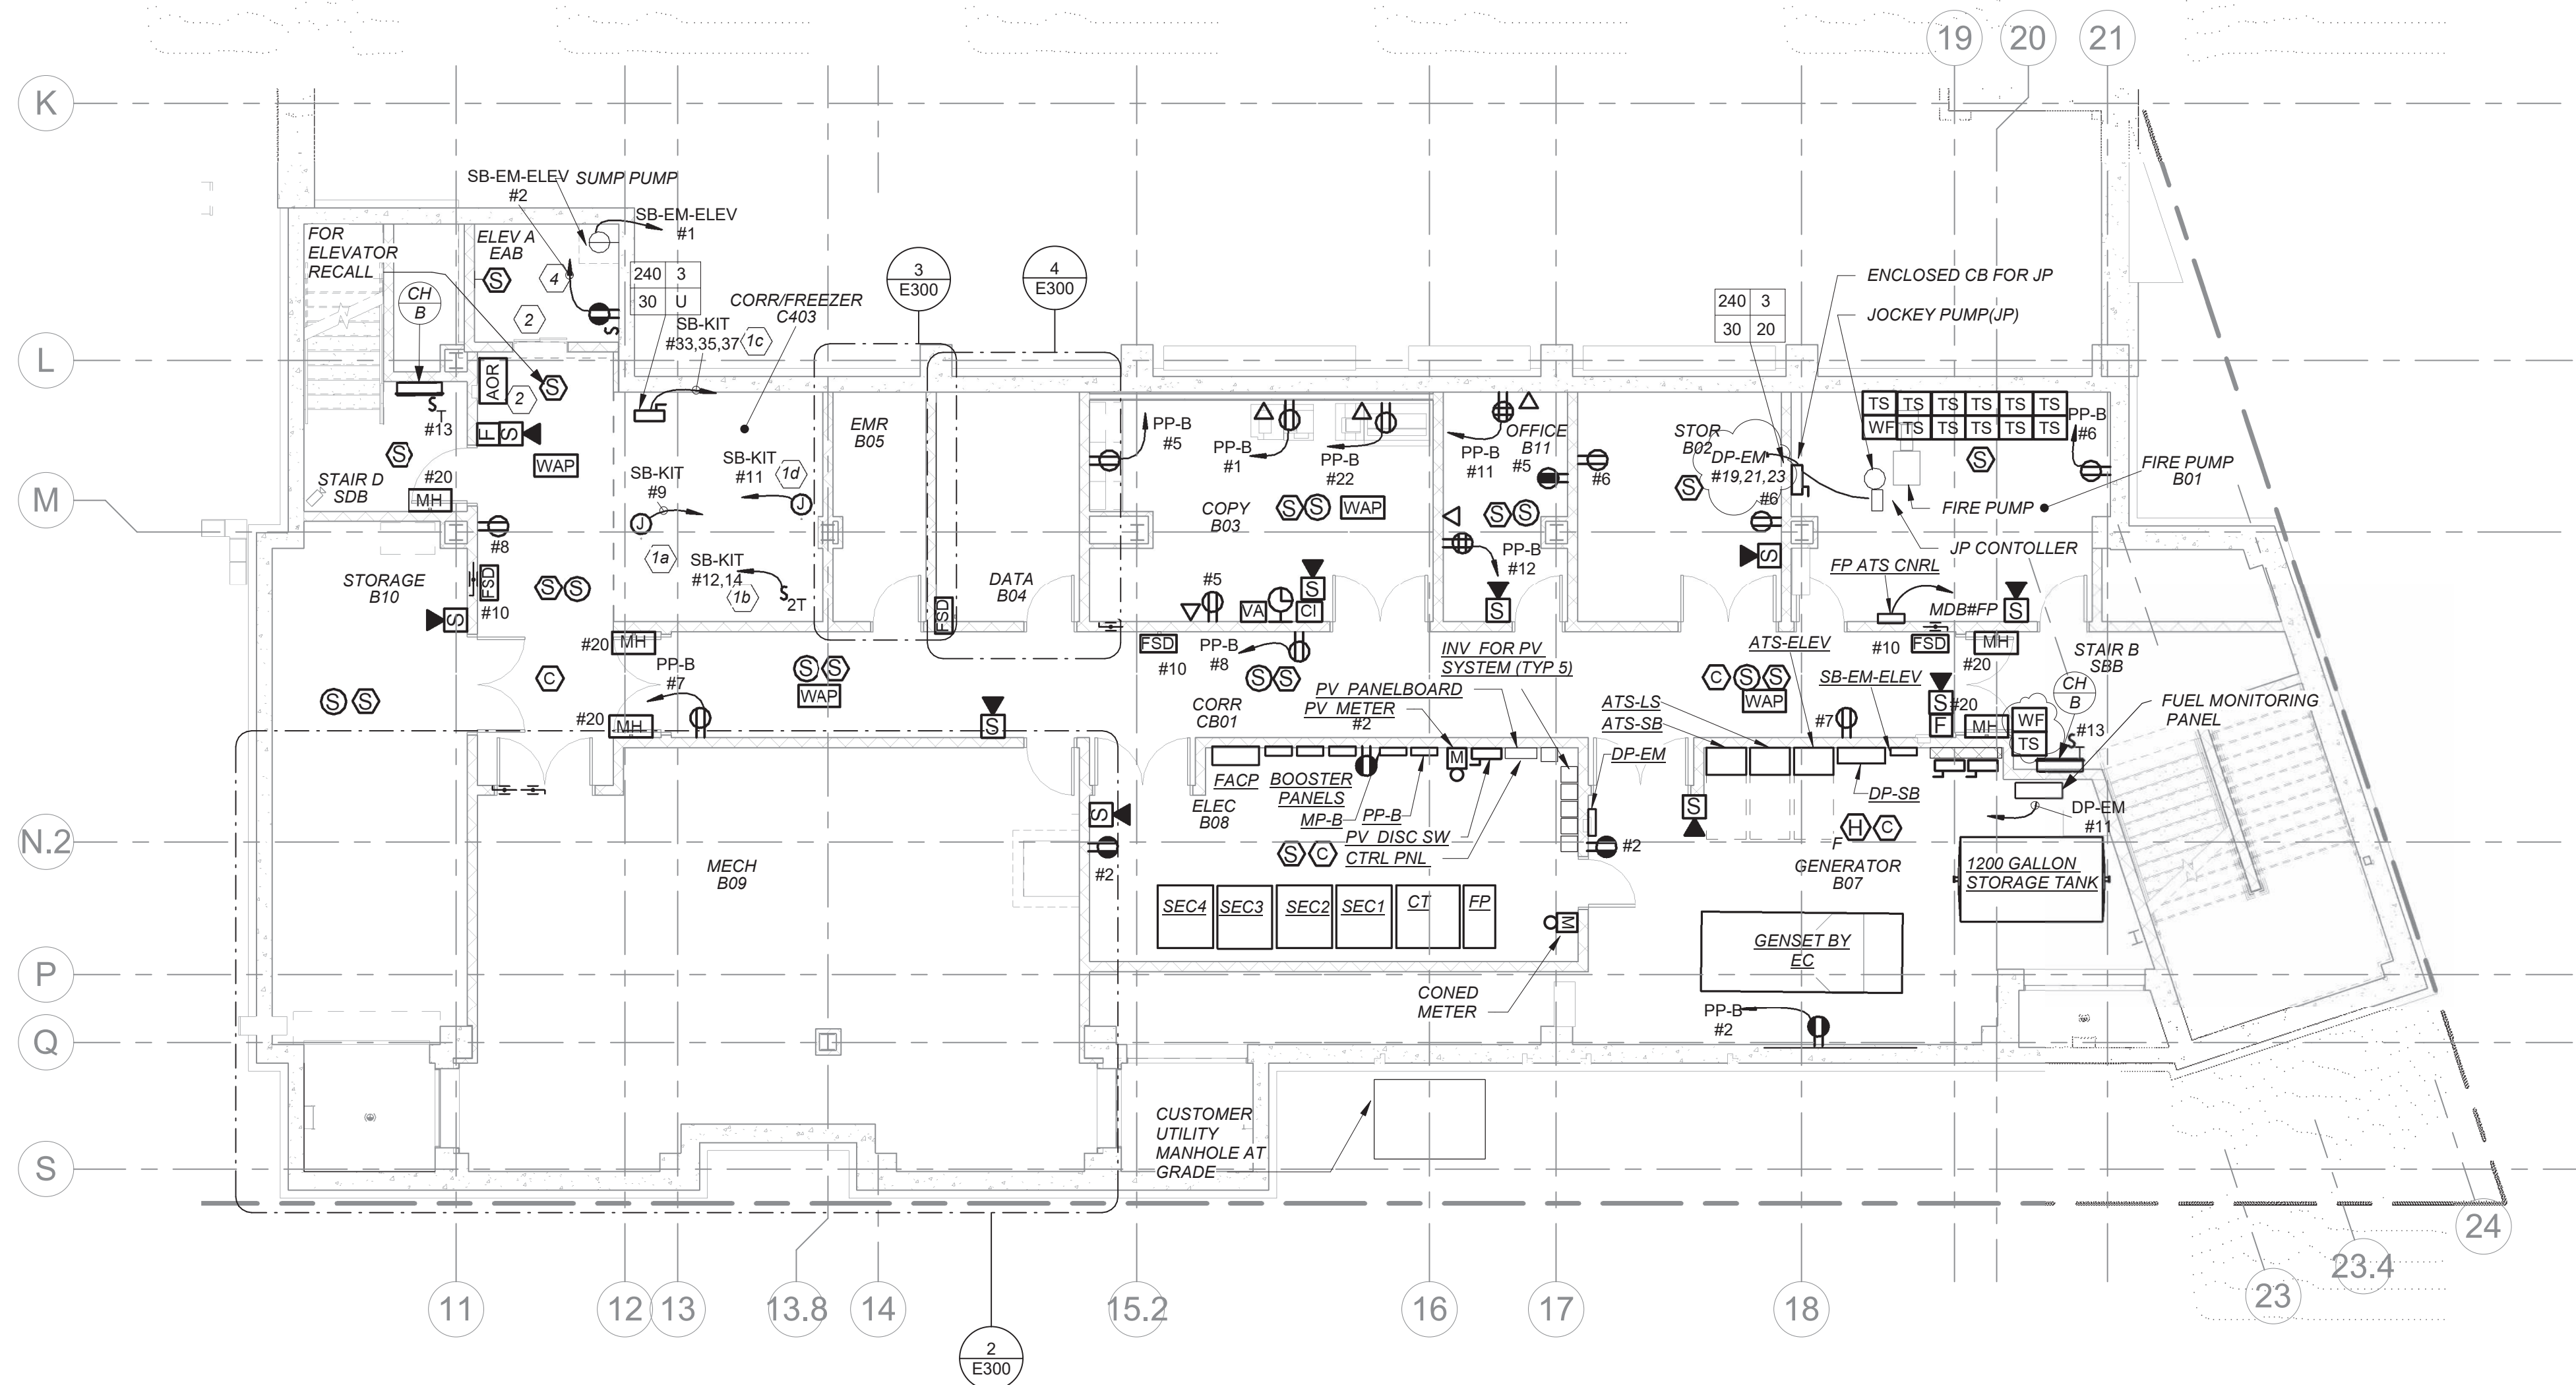 19
20
21
K
SB-EM-ELEV
#2
SUMP PUMP
SB-EM-ELEV
#1
FOR
ELEVATOR
RECALL
ELEV A
EAB
S
4
2
CH
B
240 3
30 U
SB-KIT
#33,35,37
1c
CORR/FREEZER
C403
3
E300
4
E300
240 3
30 20
ENCLOSED CB FOR JP
JOCKEY PUMP(JP)
L
AOR
2
S
S
T
#13
F
S
WAP
S
STAIR D
SDB
#20
MH
SB-KIT
#9
J
1a
SB-KIT
#11
1d
J
SB-KIT
#12,14
1b
S
2T
EMR
B05
DATA
B04
PP-B
#5
PP-B
#1
PP-B
#22
COPY
B03
S
S
WAP
PP-B
#11
OFFICE
B11
#5
S
S
PP-B
#12
#6
STOR
B02
S
DP-EM
#19,21,23
#6
S
TS TS TS TS TS TS
WF TS TS TS TS TS
PP-B
#6
S
FIRE PUMP
B01
FIRE PUMP
JP CONTOLLER
M
#8
STORAGE
B10
S
FSD
#10
S
S
FSD
#5
VA
CI
S
S
FP ATS CNRL
MDB#FP
S
#20
MH
C
PP-B
#7
S
S
WAP
#20
MH
S
S
S
FSD
#10
PP-B
#8
S
S
CORR
CB01
INV FOR PV
SYSTEM (TYP 5)
PV PANELBOARD
PV METER
#2
ATS-ELEV
C
S
S
WAP
ATS-LS
ATS-SB
SB-EM-ELEV
#7
#10
FSD
MH
#20
STAIR B
SBB
CH
B
S
F
#20
MH
WF
TS
S
T
#13
FUEL MONITORING
PANEL
FACP
BOOSTER
PANELS
ELEC
B08
MP-B
PP-B
M
PV DISC SW
CTRL PNL
S
C
DP-EM
#2
S
DP-SB
H
C
F
GENERATOR
B07
DP-EM
#11
1200 GALLON
STORAGE TANK
N.2
MECH
B09
S
#2
SEC4
SEC3
SEC2
SEC1
CT
FP
M
GENSET BY
EC
P
CONED
METER
PP-B
#2
Q
CUSTOMER
UTILITY
MANHOLE AT
GRADE
S
11
12
13
13.8
14
15.2
16
17
18
23
23.4
24
2
E300